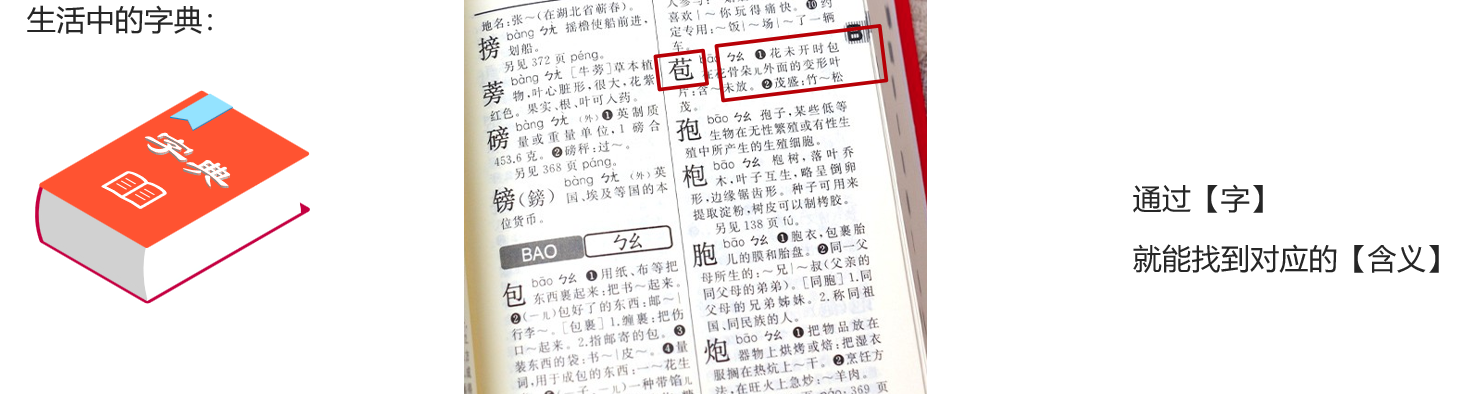 生活中的字典：
字典
地名：张～（在湖北省蕲春）。
搒 bàng ㄅㄤˋ 摇橹使船前进，
划船。
另见 372 页 péng。
蒡 bàng ㄅㄤˋ ［牛蒡］草本植
物，叶心脏形，很大，花紫
红色。果实、根、叶可入药。
磅 bàng ㄅㄤˋ （外）❶英制质
量或重量单位，1 磅合
453.6 克。❷磅秤：过～。
另见 368 页 páng。
镑（鎊） bàng ㄅㄤˋ （外）英
国、埃及等国的本
位货币。
BAO ㄅㄠ
包 bāo ㄅㄠ ❶用纸、布等把
东西裹起来：把书～起来。
❷（—儿）包好了的东西：邮～｜
行李～。［包裹］1.缠裹：把伤
口～起来。2.指邮寄的包。❸
装东西的袋：书～｜皮～。❹量
词，用于成包的东西：一～花生
喜欢｜～你玩得痛快。❿约
定专用：～饭｜～场｜～了一辆
车。
苞 bāo ㄅㄠ ❶花未开时包
在花骨朵儿外面的变形叶
片：含～未放。❷茂盛：竹～松
茂。
孢 bāo ㄅㄠ 孢子，某些低等
生物在无性繁殖或有性生
殖中所产生的生殖细胞。
枹 bāo ㄅㄠ 枹树，落叶乔
木，叶子互生，略呈倒卵
形，边缘锯齿形。种子可用来
提取淀粉，树皮可以制栲胶。
另见 138 页 fú。
胞 bāo ㄅㄠ ❶胞衣，包裹胎
儿的膜和胎盘。❷同一父
母所生的：～兄｜～叔（父亲的
同父母的弟弟）。［同胞］1.同
父母的兄弟姊妹。2.称同祖
国、同民族的人。
炮 bāo ㄅㄠ ❶把物品放在
器物上烘烤或焙：把湿衣
服搁在热炕上～干。❷烹饪方
法，在旺火上急炒：～羊肉。
通过【字】
就能找到对应的【含义】